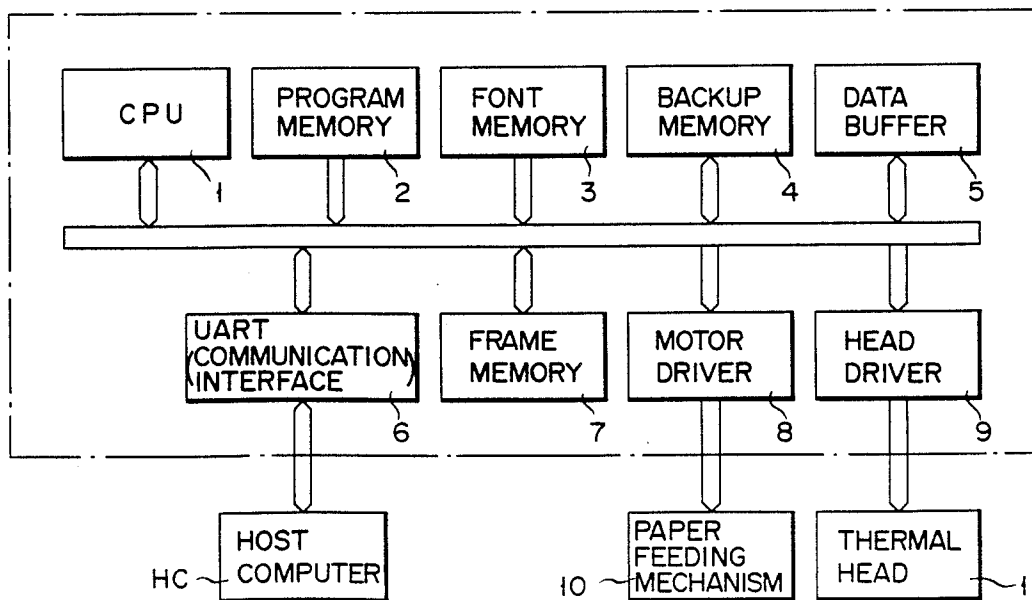 CPU
1
PROGRAM
MEMORY
2
FONT
MEMORY
3
BACKUP
MEMORY
4
DATA
BUFFER
5
UART
(COMMUNICATION)
INTERFACE
6
FRAME
MEMORY
7
MOTOR
DRIVER
8
HEAD
DRIVER
9
HC
HOST
COMPUTER
10
PAPER
FEEDING
MECHANISM
THERMAL
HEAD
1